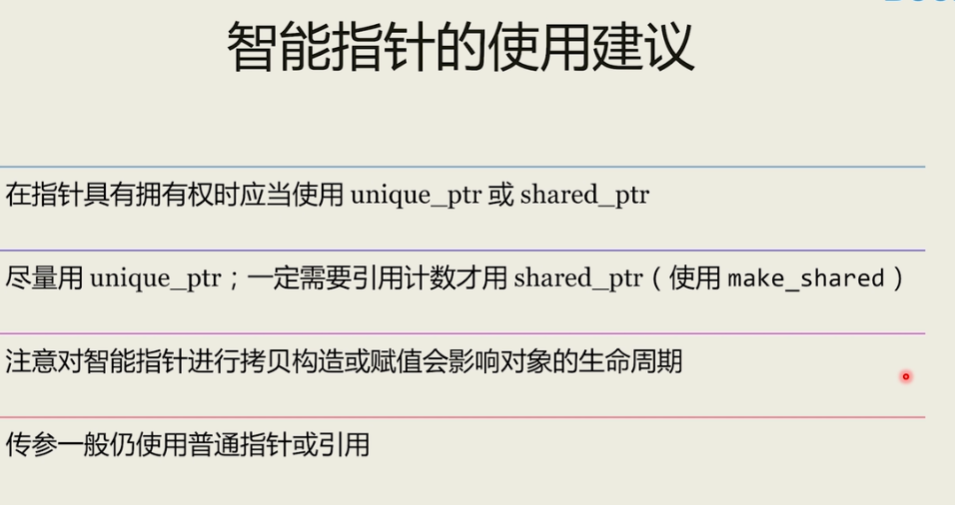 智能指针的使用建议
在指针具有拥有权时应当使用 unique_ptr 或 shared_ptr
尽量用 unique_ptr；一定需要引用计数才用 shared_ptr（使用 make_shared）
注意对智能指针进行拷贝构造或赋值会影响对象的生命周期
传参一般仍使用普通指针或引用